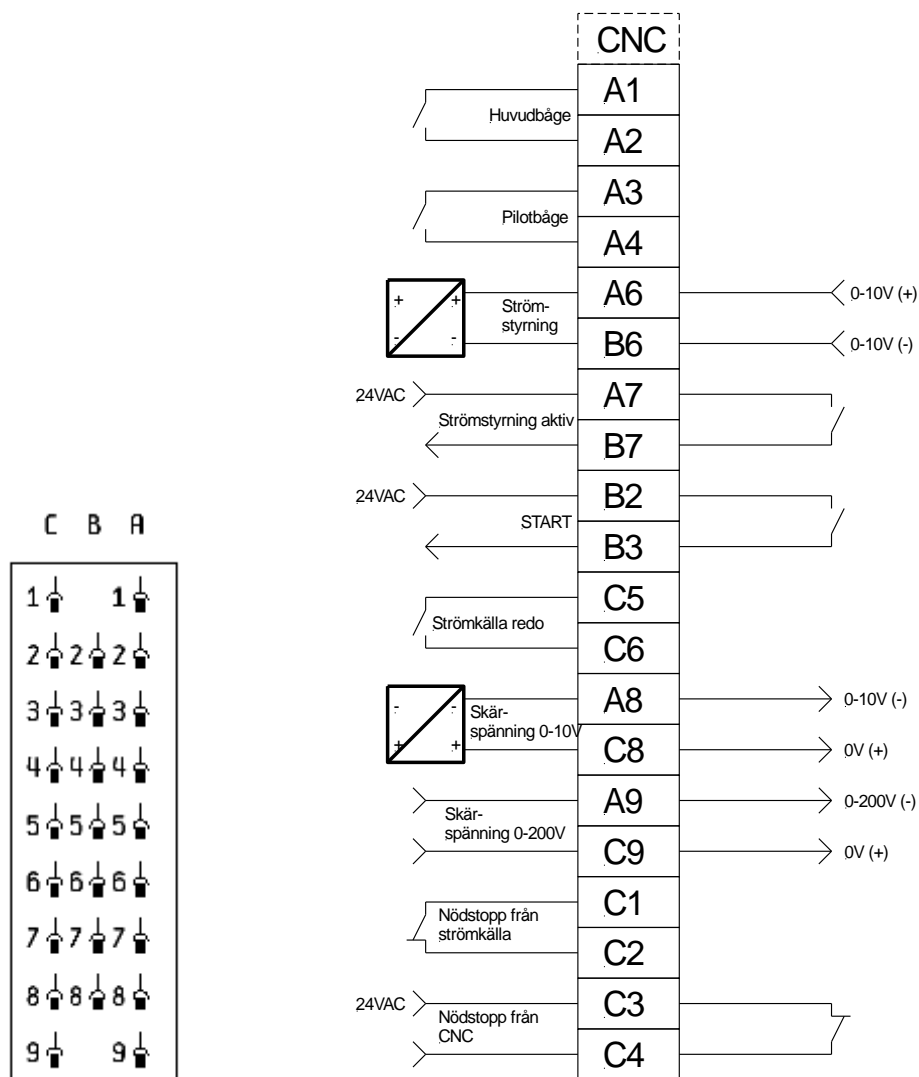 CNC
A1
Huvudbåge
A2
A3
Pilotbåge
A4
+ +
Ström-
styrning
- -
A6
0-10V (+)
B6
0-10V (-)
24VAC
A7
Strömstyrning aktiv
B7
24VAC
B2
START
B3
C5
Strömkälla redo
C6
- -
Skär-
spänning 0-10V
+ +
A8
0-10V (-)
C8
0V (+)
A9
0-200V (-)
Skär-
spänning 0-200V
C9
0V (+)
C1
Nödstopp från
strömkälla
C2
24VAC
C3
Nödstopp från
CNC
C4
C B A
1 1
2 2 2
3 3 3
4 4 4
5 5 5
6 6 6
7 7 7
8 8 8
9 9